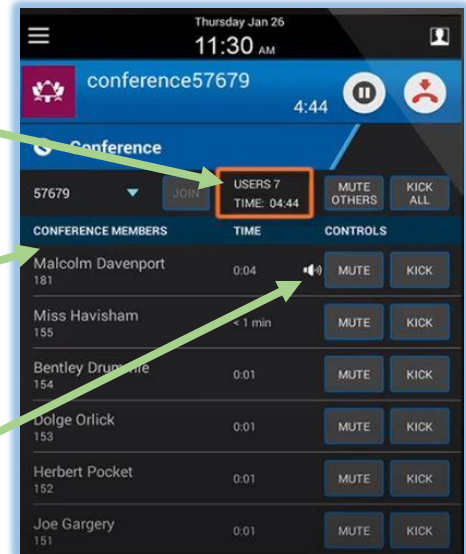 Thursday Jan 26
11:30 AM
conference57679
4:44
Conference
57679 JOIN USERS 7 MUTE OTHERS KICK ALL
TIME: 04:44
CONFERENCE MEMBERS TIME CONTROLS
Malcolm Davenport 0:04 MUTE KICK
181
Miss Havisham < 1 min MUTE KICK
155
Bentley 0:01 MUTE KICK
154
Dolge Orlick 0:01 MUTE KICK
153
Herbert Pocket 0:01 MUTE KICK
152
Joe Gargery 0:01 MUTE KICK
151